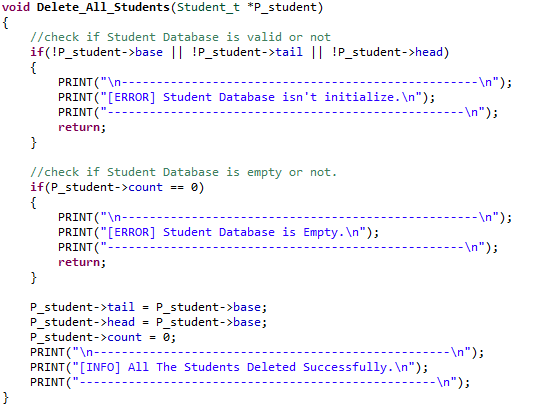 void Delete_All_Students(Student_t *P_student)
{
    //check if Student Database is valid or not
    if(!P_student->base || !P_student->tail || !P_student->head)
    {
        PRINT("\n---------------------------------------------------\n");
        PRINT("[ERROR] Student Database isn't initialize.\n");
        PRINT("---------------------------------------------------\n");
        return;
    }

    //check if Student Database is empty or not.
    if(P_student->count == 0)
    {
        PRINT("\n---------------------------------------------------\n");
        PRINT("[ERROR] Student Database is Empty.\n");
        PRINT("---------------------------------------------------\n");
        return;
    }

    P_student->tail = P_student->base;
    P_student->head = P_student->base;
    P_student->count = 0;
    PRINT("\n---------------------------------------------------\n");
    PRINT("[INFO] All The Students Deleted Successfully.\n");
    PRINT("---------------------------------------------------\n");
}